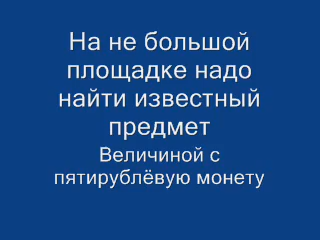 На не большой
площадке надо
найти известный
предмет
Величиной с
пятирублёвую монету